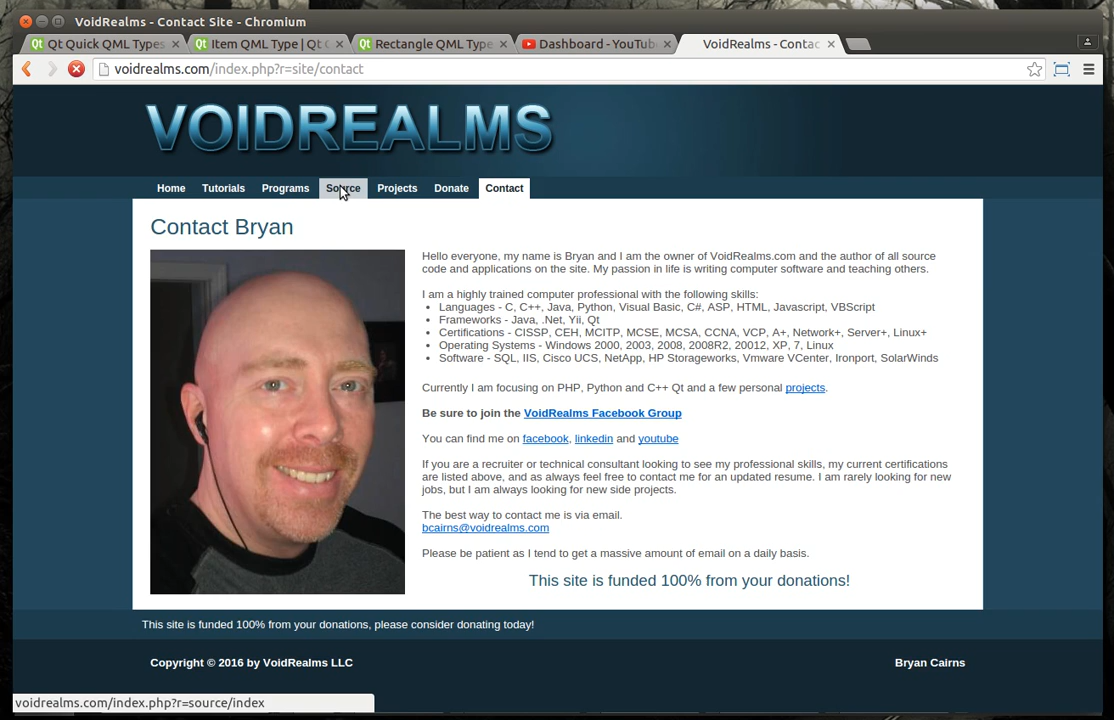 VoidRealms - Contact Site - Chromium
Qt Quick QML Types
Item QML Type | Qt
Rectangle QML Type
Dashboard - YouTube
VoidRealms - Contac
voidrealms.com/index.php?r=site/contact
VOIDREALMS
Home Tutorials Programs Source Projects Donate Contact
Contact Bryan
Hello everyone, my name is Bryan and I am the owner of VoidRealms.com and the author of all source
code and applications on the site. My passion in life is writing computer software and teaching others.
I am a highly trained computer professional with the following skills:
• Languages - C, C++, Java, Python, Visual Basic, C#, ASP, HTML, Javascript, VBScript
• Frameworks - Java, .Net, Yii, Qt
• Certifications - CISSP, CEH, MCITP, MCSE, MCSA, CCNA, VCP, A+, Network+, Server+, Linux+
• Operating Systems - Windows 2000, 2003, 2008, 2008R2, 20012, XP, 7, Linux
• Software - SQL, IIS, Cisco UCS, NetApp, HP Storageworks, Vmware VCenter, Ironport, SolarWinds
Currently I am focusing on PHP, Python and C++ Qt and a few personal projects.
Be sure to join the VoidRealms Facebook Group
You can find me on facebook, linkedin and youtube
If you are a recruiter or technical consultant looking to see my professional skills, my current certifications
are listed above, and as always feel free to contact me for an updated resume. I am rarely looking for new
jobs, but I am always looking for new side projects.
The best way to contact me is via email.
bcairns@voidrealms.com
Please be patient as I tend to get a massive amount of email on a daily basis.
This site is funded 100% from your donations!
This site is funded 100% from your donations, please consider donating today!
Copyright © 2016 by VoidRealms LLC
Bryan Cairns
voidrealms.com/index.php?r=source/index